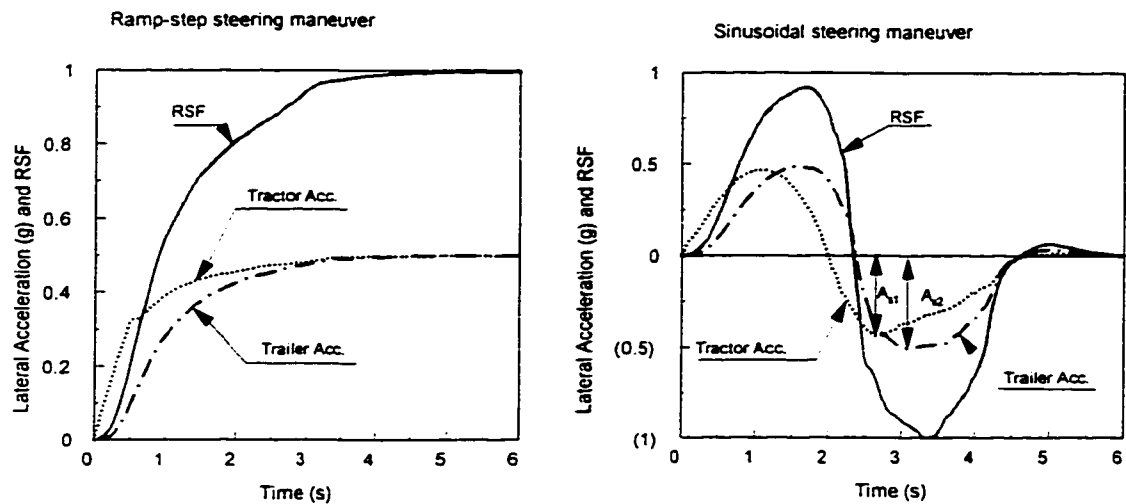 Ramp-step steering maneuver
Lateral Acceleration (g) and RSF
1
0.8
0.6
0.4
0.2
0
RSF
Tractor Acc.
Trailer Acc.
0 1 2 3 4 5 6
Time (s)
Sinusoidal steering maneuver
Lateral Acceleration (g) and RSF
1
0.5
0
(0.5)
(1)
RSF
As1
As2
Tractor Acc.
Trailer Acc.
0 1 2 3 4 5 6
Time (s)